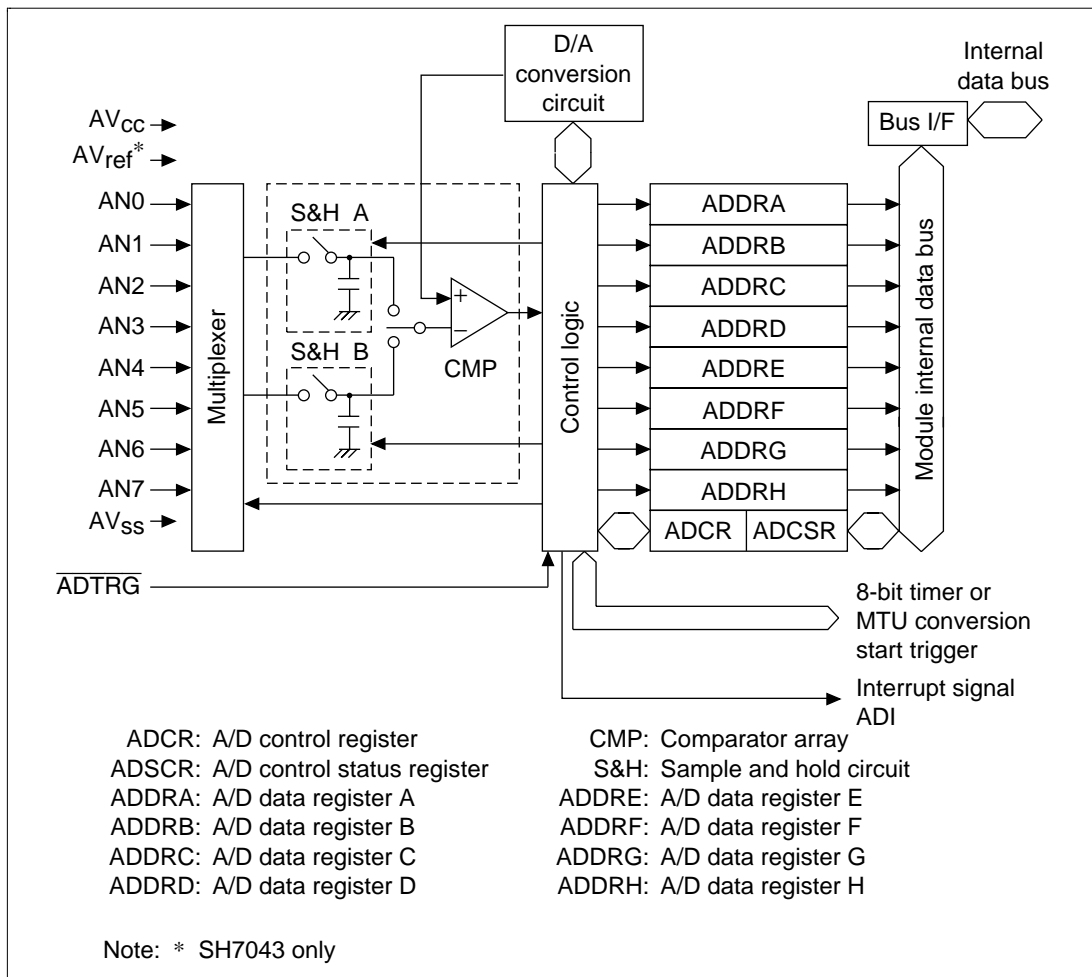 D/A
conversion
circuit
Internal
data bus
Bus I/F
AVcc
AVref*
AN0
AN1
AN2
AN3
AN4
AN5
AN6
AN7
AVss
ADTRG
Multiplexer
S&H A
S&H B
+
−
CMP
Control logic
ADDRA
ADDRB
ADDRC
ADDRD
ADDRE
ADDRF
ADDRG
ADDRH
ADCR ADCSR
Module internal data bus
8-bit timer or
MTU conversion
start trigger
Interrupt signal
ADI
ADCR: A/D control register
ADSCR: A/D control status register
ADDRA: A/D data register A
ADDRB: A/D data register B
ADDRC: A/D data register C
ADDRD: A/D data register D
CMP: Comparator array
S&H: Sample and hold circuit
ADDRE: A/D data register E
ADDRF: A/D data register F
ADDRG: A/D data register G
ADDRH: A/D data register H
Note: * SH7043 only